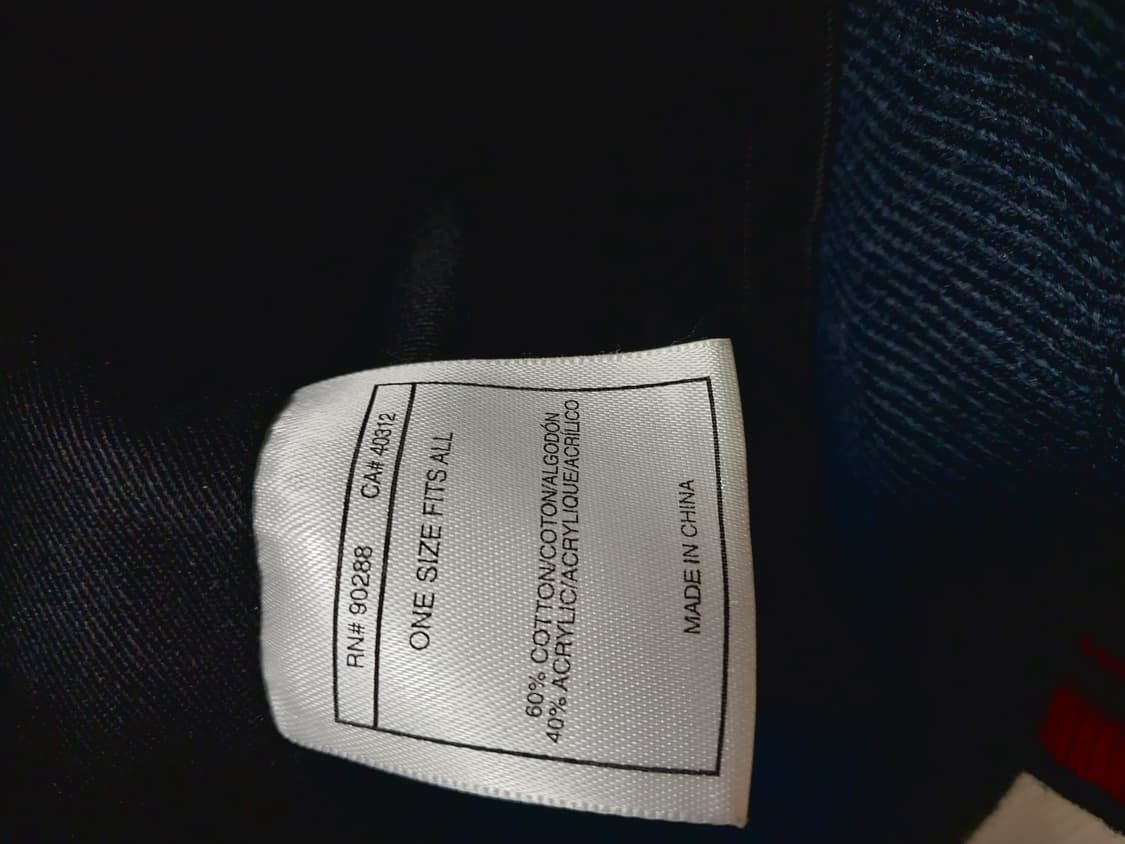 RN# 90288 CA# 40312
ONE SIZE FITS ALL
60% COTTON/COTON/ALGODÓN
40% ACRYLIC/ACRYLIQUE/ACRÍLICO
MADE IN CHINA